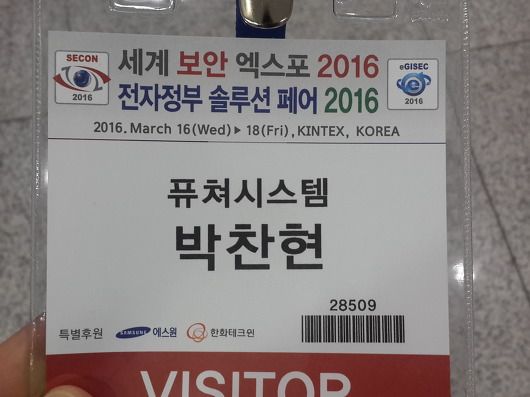 SECON
2016
세계 보안 엑스포 2016
전자정부 솔루션 페어 2016
eGISEC
2016
2016. March 16(Wed) ▶ 18(Fri), KINTEX, KOREA
퓨쳐시스템
박찬현
28509
특별후원 SAMSUNG 에스원 한화테크윈
VISITOR